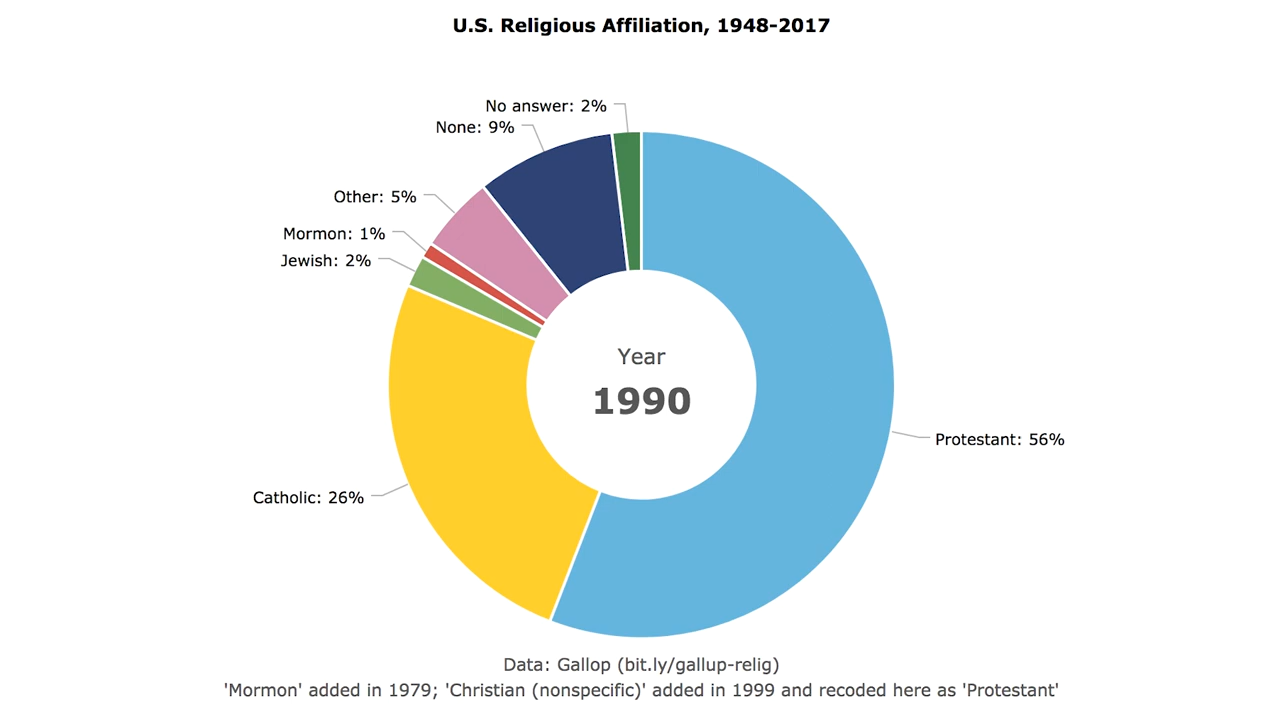 U.S. Religious Affiliation, 1948-2017
No answer: 2%
None: 9%
Other: 5%
Mormon: 1%
Jewish: 2%
Year
1990
Protestant: 56%
Catholic: 26%
Data: Gallop (bit.ly/gallup-relig)
'Mormon' added in 1979; 'Christian (nonspecific)' added in 1999 and recoded here as 'Protestant'